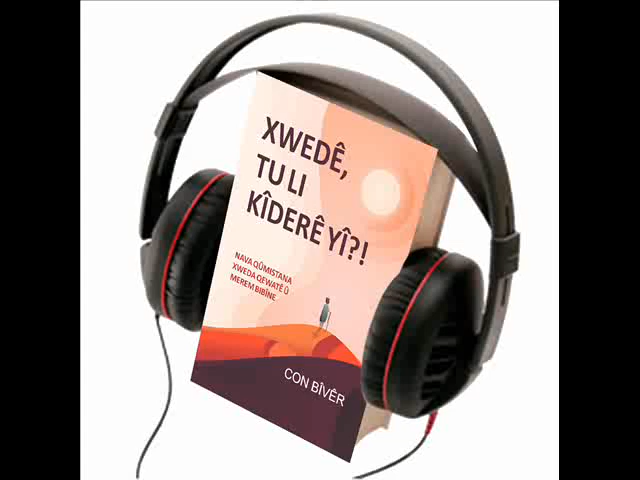 XWEDÊ,
TU LI
KÎDERÊ YÎ?!
NAVA QÛMISTANA
XWEDA QEWATÊ Û
MEREM BIBÎNE
CON BÎVÊR